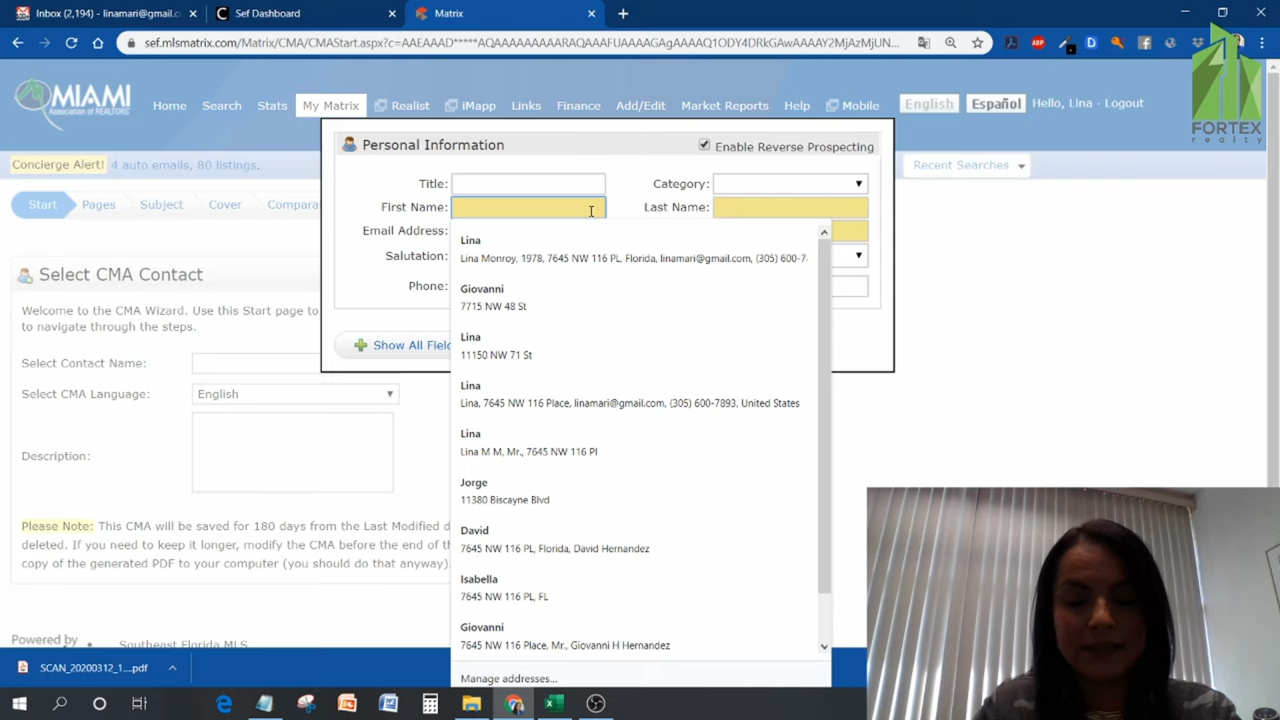 Inbox (2,194) - linamari@gmail.c
Sef Dashboard
Matrix
sef.mlsmatrix.com/Matrix/CMA/CMAStart.aspx?c=AAEAAAD*****AQAAAAAAAAARAQAAAFUAAAAGAgAAAAQ1ODY4DRkGAwAAAAY2MjAzMjUN...
MIAMI
Association of REALTORS
Home
Search
Stats
My Matrix
Realist
iMapp
Links
Finance
Add/Edit
Market Reports
Help
Mobile
English
Español
Hello, Lina · Logout
FORTEX
realty
Concierge Alert! 4 auto emails, 80 listings.
Recent Searches
Start
Pages
Subject
Cover
Compara
Personal Information
Enable Reverse Prospecting
Title:
Category:
First Name:
Last Name:
Email Address:
Salutation:
Phone:
Show All Fiel
Select CMA Contact
Welcome to the CMA Wizard. Use this Start page to
to navigate through the steps.
Select Contact Name:
Select CMA Language:
English
Description:
Please Note: This CMA will be saved for 180 days from the Last Modified d
deleted. If you need to keep it longer, modify the CMA before the end of th
copy of the generated PDF to your computer (you should do that anyway).
Lina
Lina Monroy, 1978, 7645 NW 116 PL, Florida, linamari@gmail.com, (305) 600-7
Giovanni
7715 NW 48 St
Lina
11150 NW 71 St
Lina
Lina, 7645 NW 116 Place, linamari@gmail.com, (305) 600-7893, United States
Lina
Lina M M, Mr., 7645 NW 116 Pl
Jorge
11380 Biscayne Blvd
David
7645 NW 116 PL, Florida, David Hernandez
Isabella
7645 NW 116 PL, FL
Giovanni
7645 NW 116 Place, Mr., Giovanni H Hernandez
Manage addresses...
Powered by
Southeast Florida MLS
SCAN_20200312_1....pdf